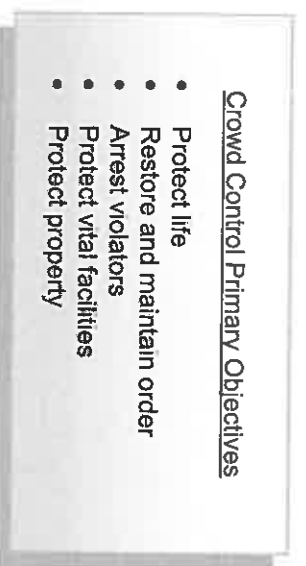 Crowd Control Primary Objectives
• Protect life
• Restore and maintain order
• Arrest violators
• Protect vital facilities
• Protect property